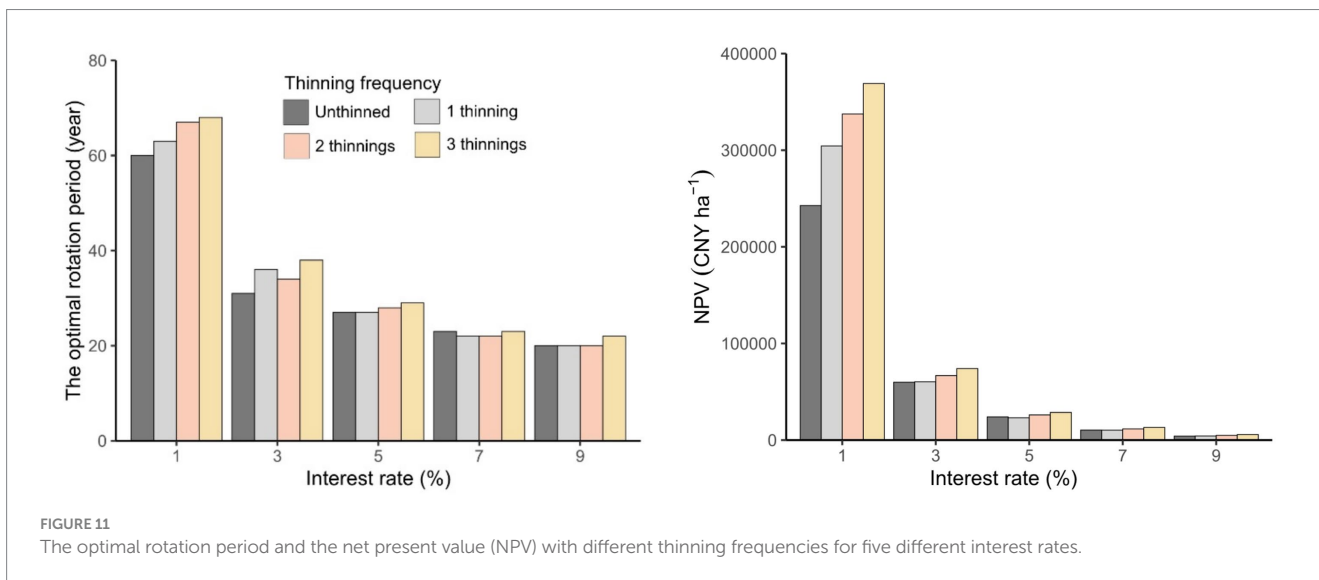 The optimal rotation period (year)
80
60
40
20
0
Thinning frequency
Unthinned
1 thinning
2 thinnings
3 thinnings
1
3
5
7
9
Interest rate (%)
NPV (CNY ha⁻¹)
400000
300000
200000
100000
0
1
3
5
7
9
Interest rate (%)
FIGURE 11
The optimal rotation period and the net present value (NPV) with different thinning frequencies for five different interest rates.